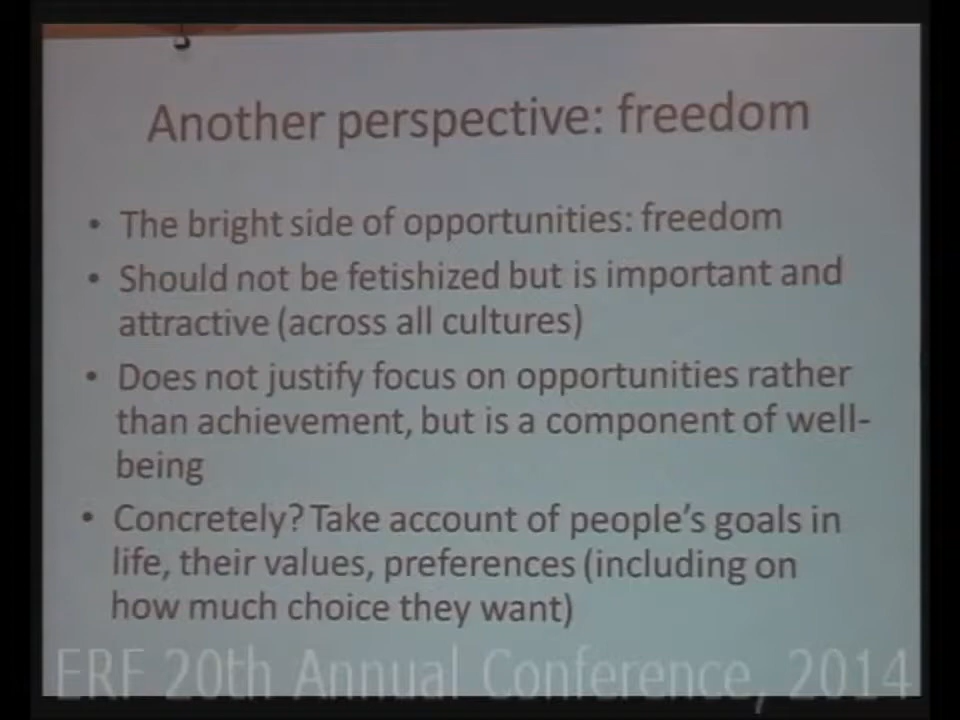 Another perspective: freedom
• The bright side of opportunities: freedom
• Should not be fetishized but is important and
attractive (across all cultures)
• Does not justify focus on opportunities rather
than achievement, but is a component of well-
being
• Concretely? Take account of people's goals in
life, their values, preferences (including on
how much choice they want)
ERF 20th Annual Conference, 2014